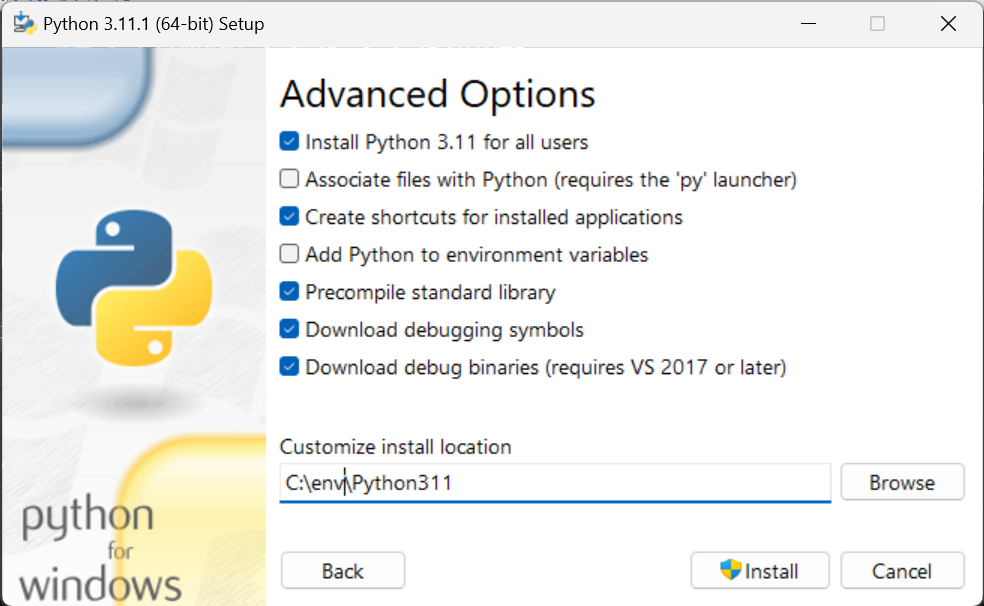 Python 3.11.1 (64-bit) Setup
Advanced Options
Install Python 3.11 for all users
Associate files with Python (requires the 'py' launcher)
Create shortcuts for installed applications
Add Python to environment variables
Precompile standard library
Download debugging symbols
Download debug binaries (requires VS 2017 or later)
Customize install location
C:\env\Python311
Browse
python
for
windows
Back
Install
Cancel